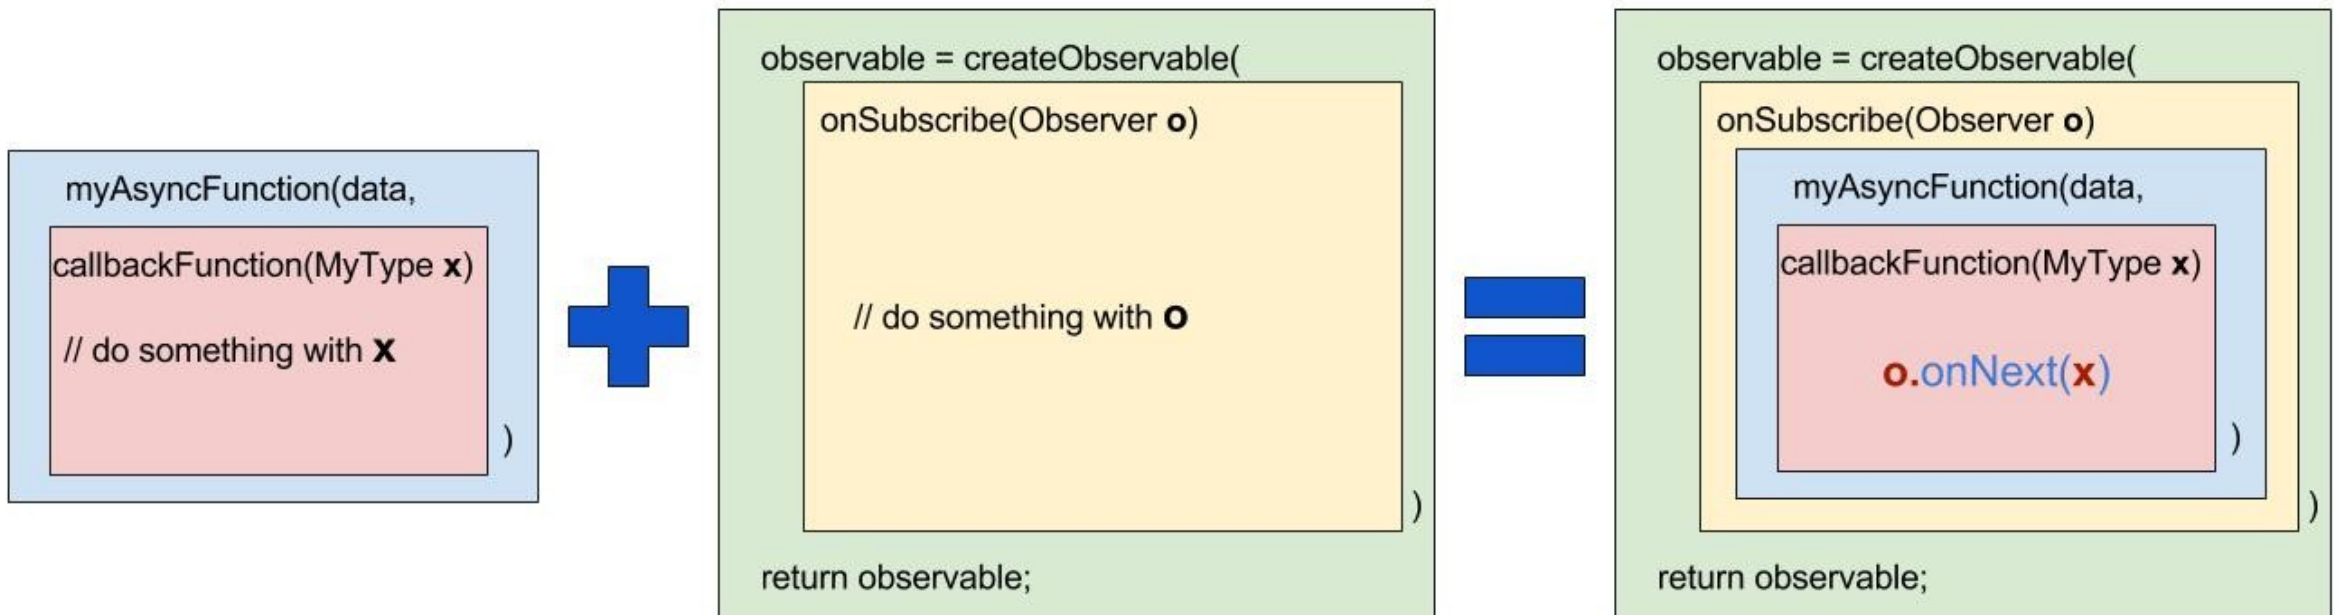 myAsyncFunction(data,
callbackFunction(MyType x)
// do something with x
)
observable = createObservable(
onSubscribe(Observer o)
// do something with o
)
return observable;
observable = createObservable(
onSubscribe(Observer o)
myAsyncFunction(data,
callbackFunction(MyType x)
o.onNext(x)
)
)
return observable;